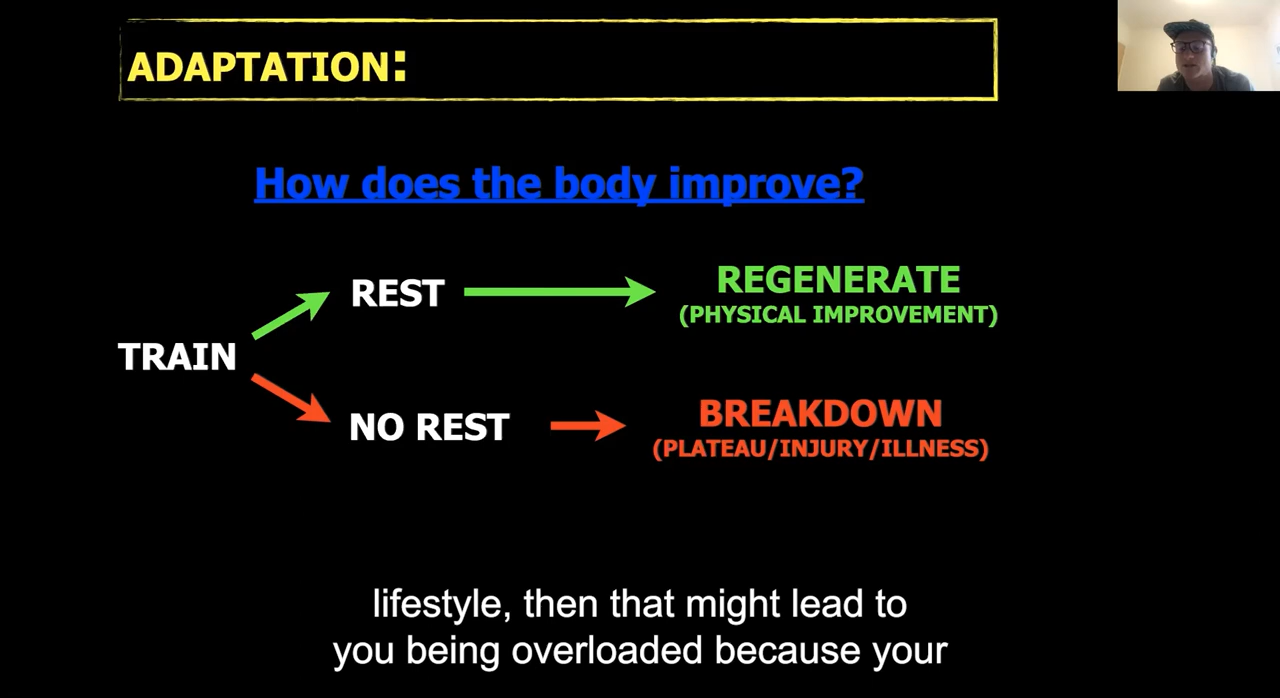 ADAPTATION:
How does the body improve?
REST
REGENERATE
(PHYSICAL IMPROVEMENT)
TRAIN
NO REST
BREAKDOWN
(PLATEAU/INJURY/ILLNESS)
lifestyle, then that might lead to
you being overloaded because your